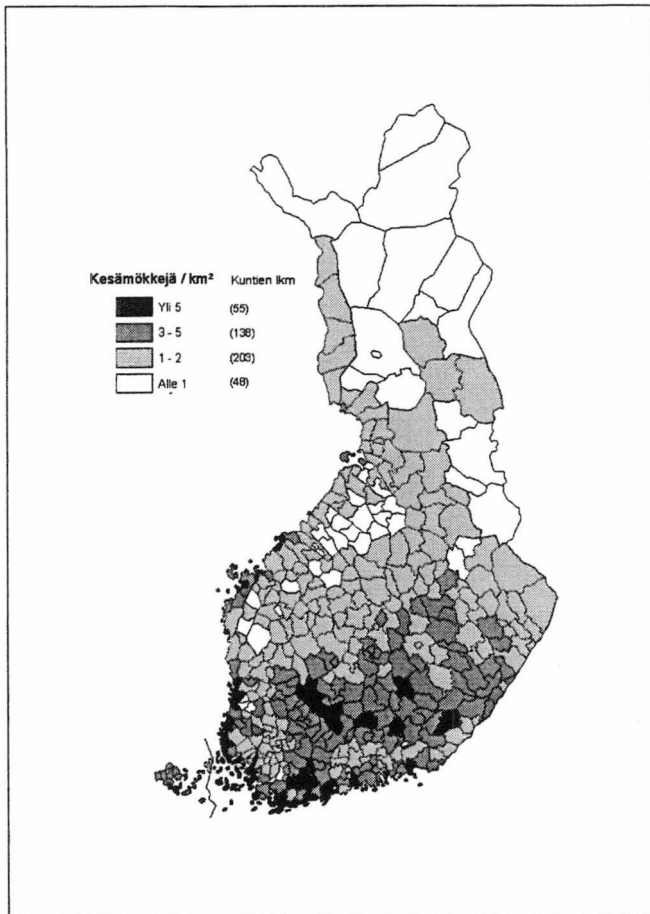 Kesämökkejä / km² Kuntien lkm
Yli 5 (55)
3 - 5 (138)
1 - 2 (203)
Alle 1 (48)